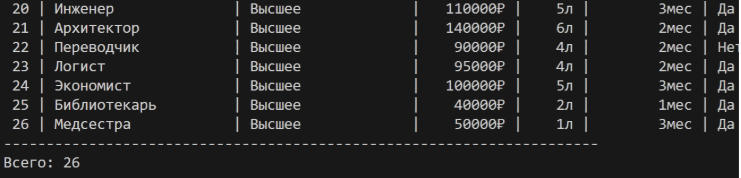 20 | Инженер | Высшее | 110000₽ | 5л | 3мес | Да
21 | Архитектор | Высшее | 140000₽ | 6л | 2мес | Да
22 | Переводчик | Высшее | 90000₽ | 4л | 2мес | Нет
23 | Логист | Высшее | 95000₽ | 4л | 2мес | Да
24 | Экономист | Высшее | 100000₽ | 5л | 3мес | Да
25 | Библиотекарь | Высшее | 40000₽ | 2л | 1мес | Да
26 | Медсестра | Высшее | 50000₽ | 1л | 3мес | Да
----------------------------------------------------------------------
Всего: 26